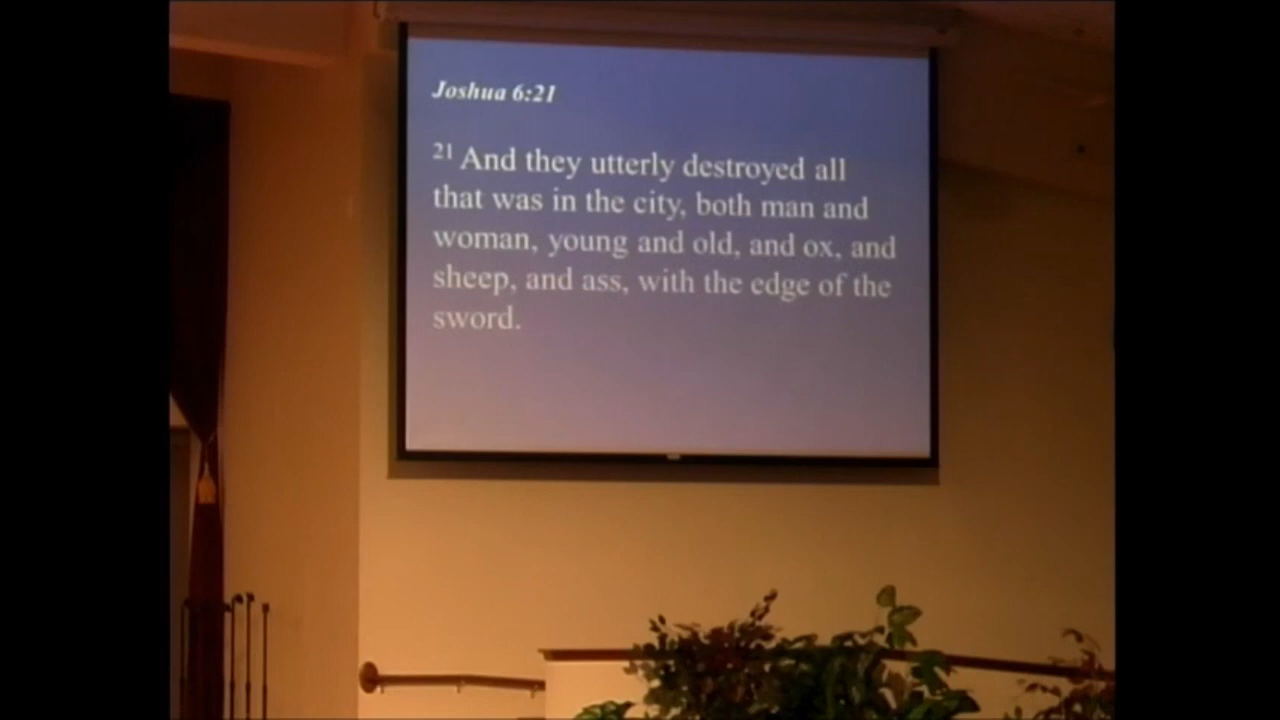 Joshua 6:21
21 And they utterly destroyed all
that was in the city, both man and
woman, young and old, and ox, and
sheep, and ass, with the edge of the
sword.